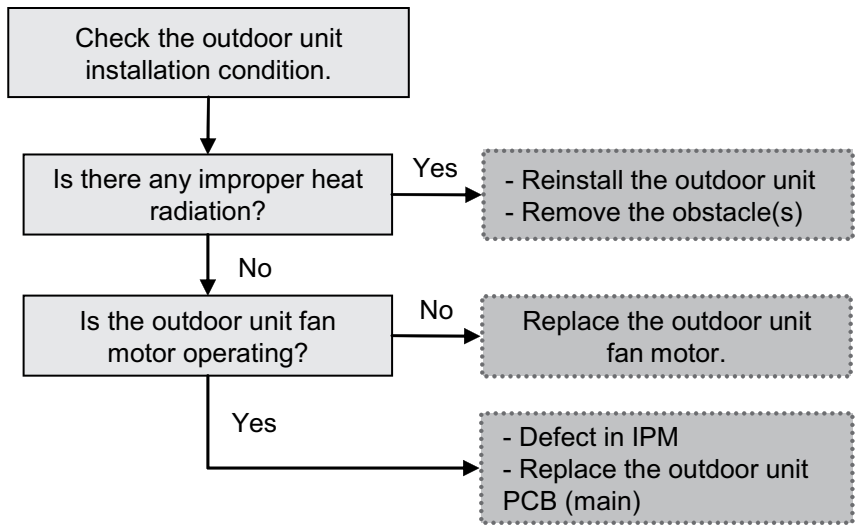 Check the outdoor unit
installation condition.
Is there any improper heat
radiation?
Yes
- Reinstall the outdoor unit
- Remove the obstacle(s)
No
Is the outdoor unit fan
motor operating?
No
Replace the outdoor unit
fan motor.
Yes
- Defect in IPM
- Replace the outdoor unit
PCB (main)